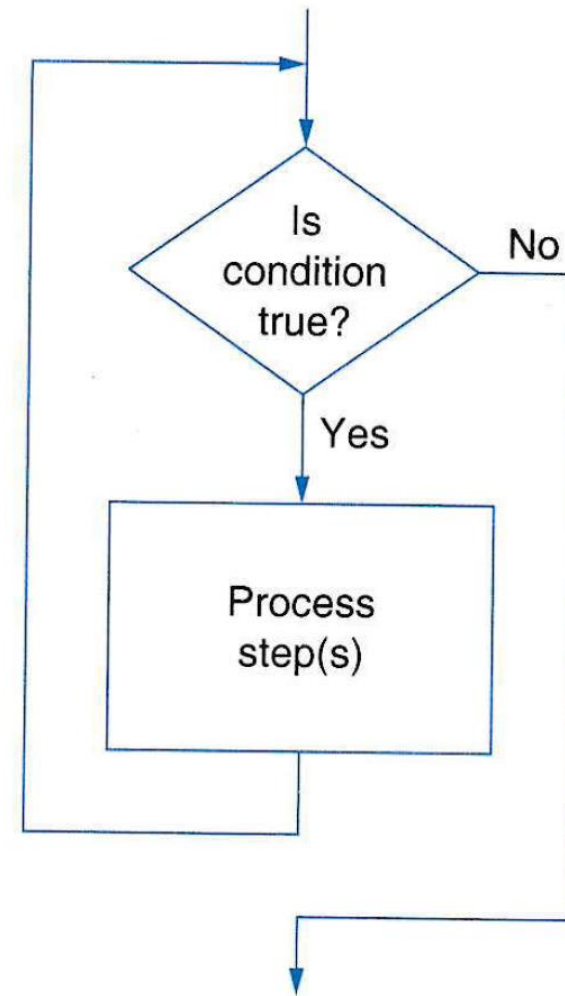 Is
condition
true?
No
Yes
Process
step(s)